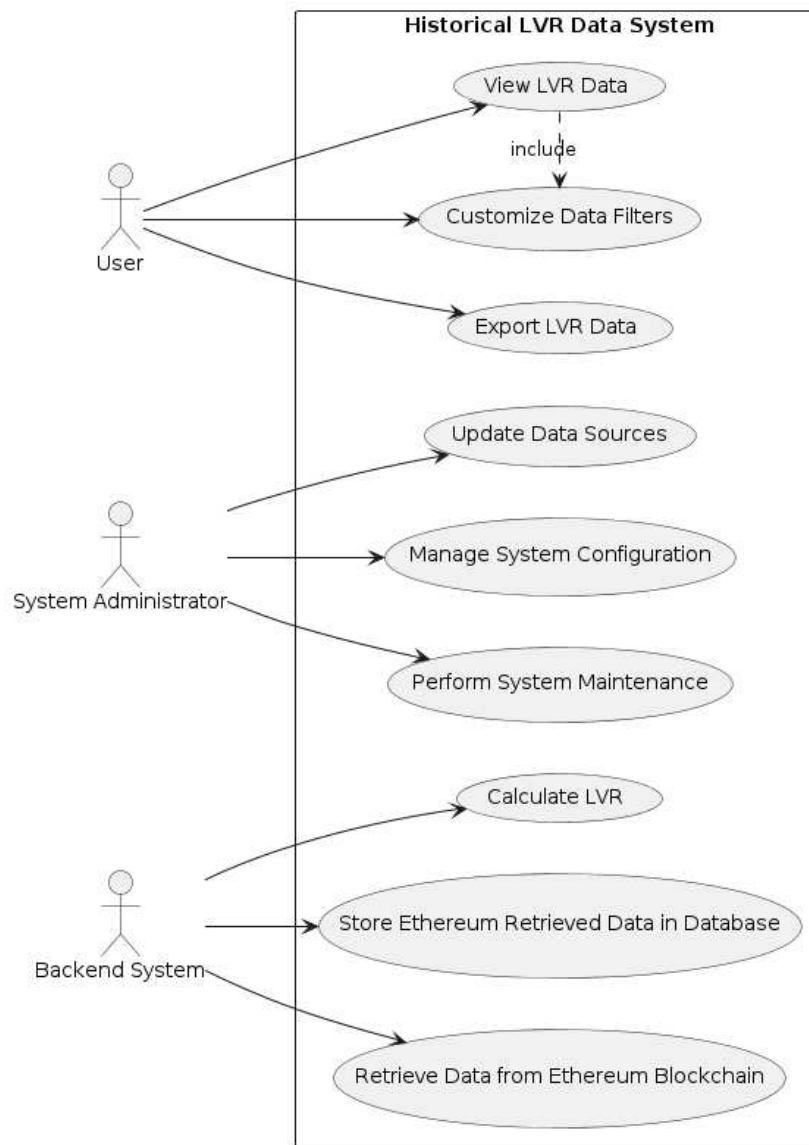 Historical LVR Data System
View LVR Data
include
Customize Data Filters
User
Export LVR Data
Update Data Sources
Manage System Configuration
System Administrator
Perform System Maintenance
Calculate LVR
Store Ethereum Retrieved Data in Database
Backend System
Retrieve Data from Ethereum Blockchain